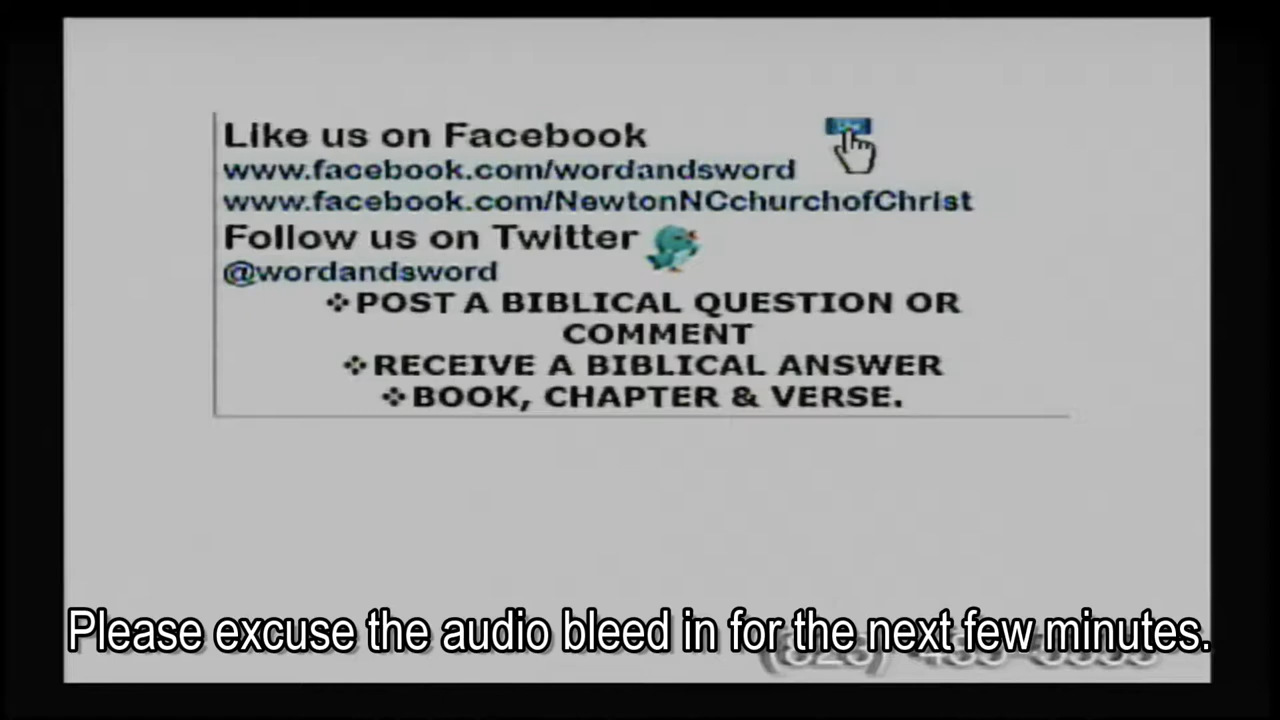 Like us on Facebook
www.facebook.com/wordandsword
www.facebook.com/NewtonNCchurchofChrist
Follow us on Twitter
@wordandsword
❖POST A BIBLICAL QUESTION OR
COMMENT
❖RECEIVE A BIBLICAL ANSWER
❖BOOK, CHAPTER & VERSE.
Please excuse the audio bleed in for the next few minutes.